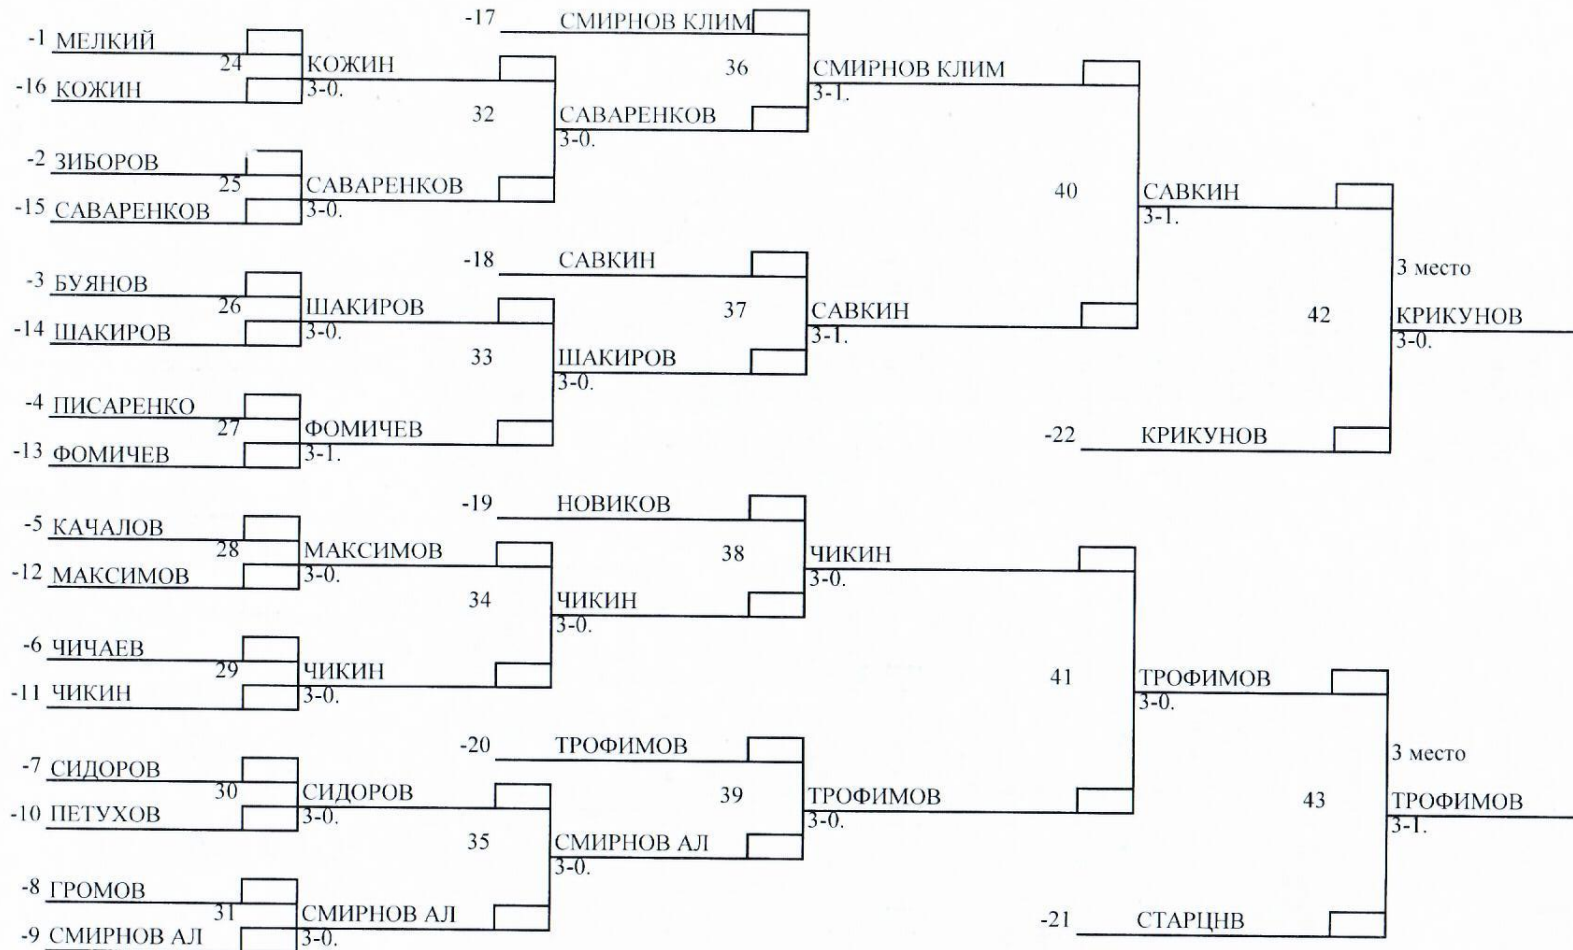 -1 МЕЛКИЙ
24
-16 КОЖИН
КОЖИН
3-0.
-2 ЗИБОРОВ
25
-15 САВАРЕНКОВ
САВАРЕНКОВ
3-0.
32
САВАРЕНКОВ
3-0.
-17 СМИРНОВ КЛИМ
36
СМИРНОВ КЛИМ
3-1.
-3 БУЯНОВ
26
-14 ШАКИРОВ
ШАКИРОВ
3-0.
-4 ПИСАРЕНКО
27
-13 ФОМИЧЕВ
ФОМИЧЕВ
3-1.
33
ШАКИРОВ
3-0.
-18 САВКИН
37
САВКИН
3-1.
40
САВКИН
3-1.
-22 КРИКУНОВ
42
3 место
КРИКУНОВ
3-0.
-5 КАЧАЛОВ
28
-12 МАКСИМОВ
МАКСИМОВ
3-0.
-6 ЧИЧАЕВ
29
-11 ЧИКИН
ЧИКИН
3-0.
34
ЧИКИН
3-0.
-19 НОВИКОВ
38
ЧИКИН
3-0.
-7 СИДОРОВ
30
-10 ПЕТУХОВ
СИДОРОВ
3-0.
-8 ГРОМОВ
31
-9 СМИРНОВ АЛ
СМИРНОВ АЛ
3-0.
35
СМИРНОВ АЛ
3-0.
-20 ТРОФИМОВ
39
ТРОФИМОВ
3-0.
41
ТРОФИМОВ
3-0.
-21 СТАРЦНВ
43
3 место
ТРОФИМОВ
3-1.